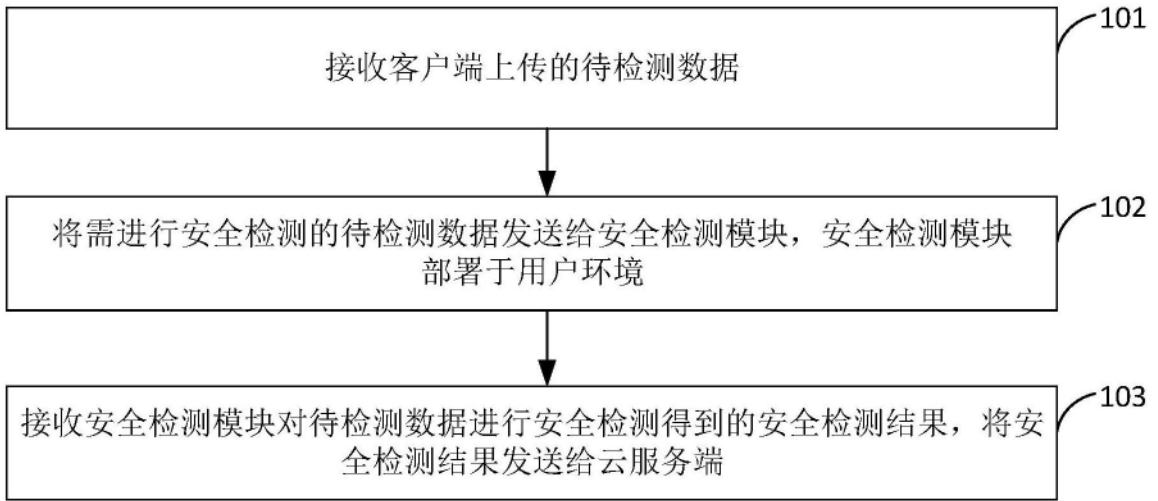 接收客户端上传的待检测数据
101
将需进行安全检测的待检测数据发送给安全检测模块，安全检测模块
部署于用户环境
102
接收安全检测模块对待检测数据进行安全检测得到的安全检测结果，将安
全检测结果发送给云服务端
103